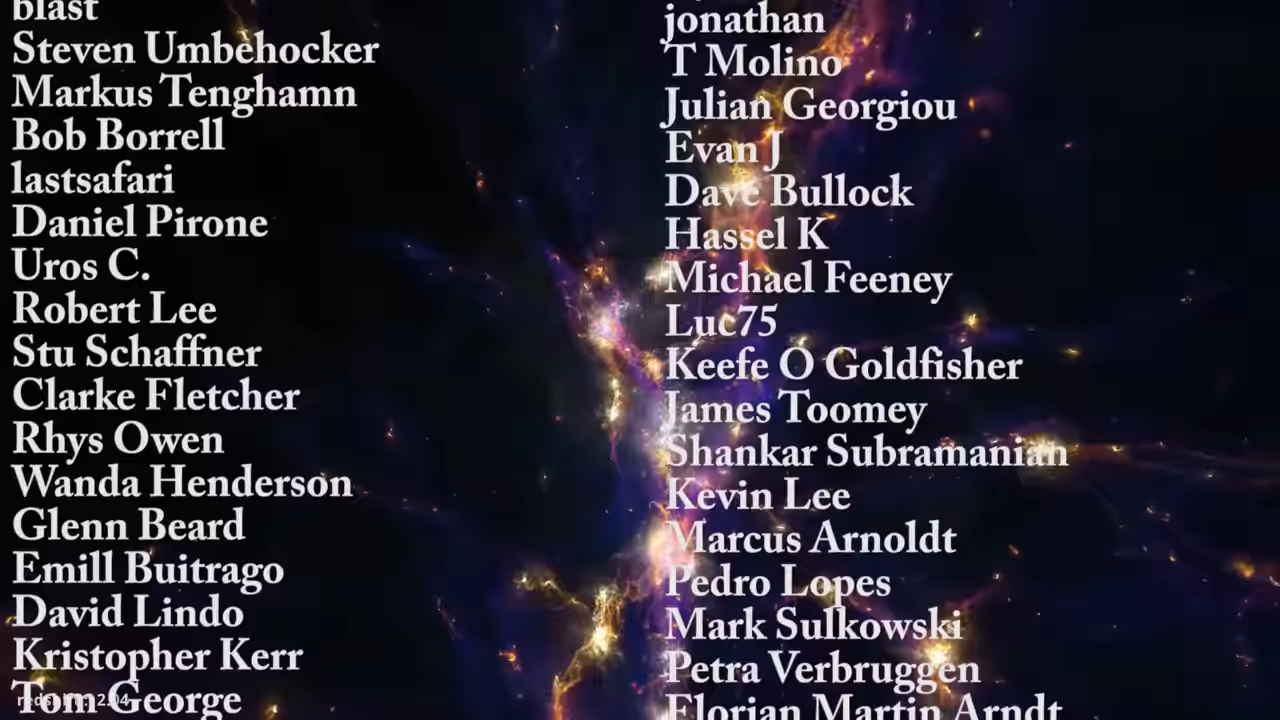 blast
Steven Umbehocker
Markus Tenghamn
Bob Borrell
lastsafari
Daniel Pirone
Uros C.
Robert Lee
Stu Schaffner
Clarke Fletcher
Rhys Owen
Wanda Henderson
Glenn Beard
Emill Buitrago
David Lindo
Kristopher Kerr
Tom George
jonathan
T Molino
Julian Georgiou
Evan J
Dave Bullock
Hassel K
Michael Feeney
Luc75
Keefe O Goldfisher
James Toomey
Shankar Subramanian
Kevin Lee
Marcus Arnoldt
Pedro Lopes
Mark Sulkowski
Petra Verbruggen
Florian Martin Arndt